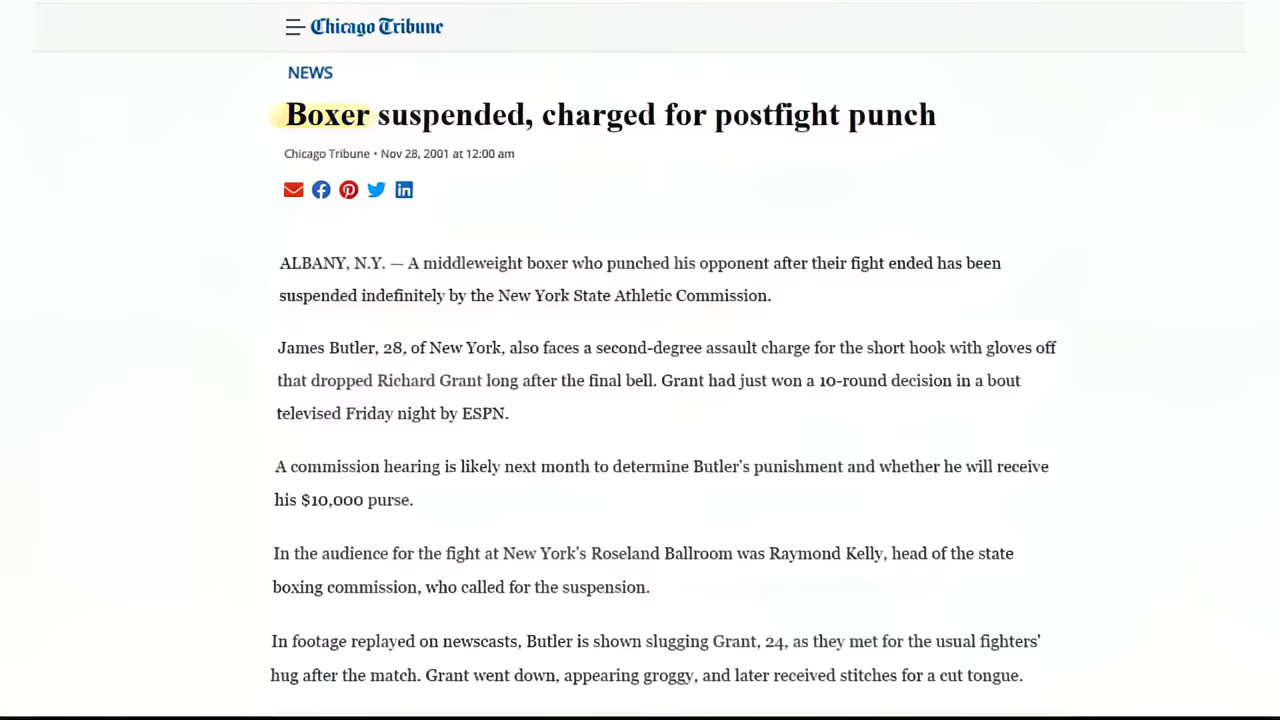 Chicago Tribune
NEWS
Boxer suspended, charged for postfight punch
Chicago Tribune • Nov 28, 2001 at 12:00 am
ALBANY, N.Y. — A middleweight boxer who punched his opponent after their fight ended has been
suspended indefinitely by the New York State Athletic Commission.
James Butler, 28, of New York, also faces a second-degree assault charge for the short hook with gloves off
that dropped Richard Grant long after the final bell. Grant had just won a 10-round decision in a bout
televised Friday night by ESPN.
A commission hearing is likely next month to determine Butler's punishment and whether he will receive
his $10,000 purse.
In the audience for the fight at New York's Roseland Ballroom was Raymond Kelly, head of the state
boxing commission, who called for the suspension.
In footage replayed on newscasts, Butler is shown slugging Grant, 24, as they met for the usual fighters'
hug after the match. Grant went down, appearing groggy, and later received stitches for a cut tongue.